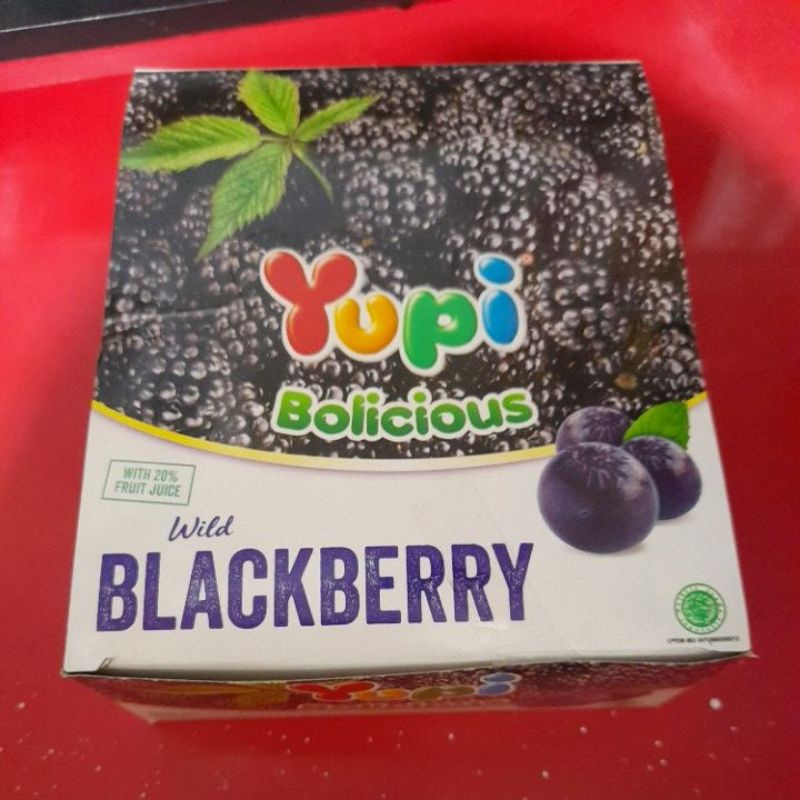 Yupi
Bolicious
WITH 20%
FRUIT JUICE
Wild
BLACKBERRY
Yupi